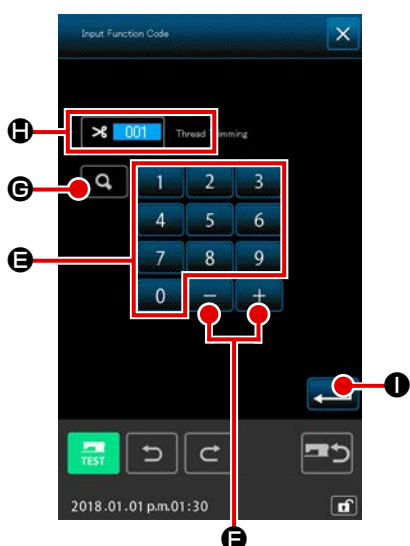 Input Function Code
H
001 Thread Trimming
G
1 2 3
4 5 6
E
7 8 9
0 − +
I
TEST
2018.01.01 p.m.01:30